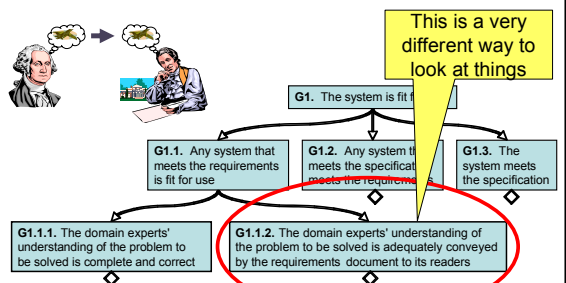 This is a very
different way to
look at things
G1. The system is fit f
G1.1. Any system that
meets the requirements
is fit for use
G1.2. Any system th
meets the specificati
meets the requirements
G1.3. The
system meets
the specification
G1.1.1. The domain experts'
understanding of the problem to
be solved is complete and correct
G1.1.2. The domain experts' understanding of
the problem to be solved is adequately conveyed
by the requirements document to its readers